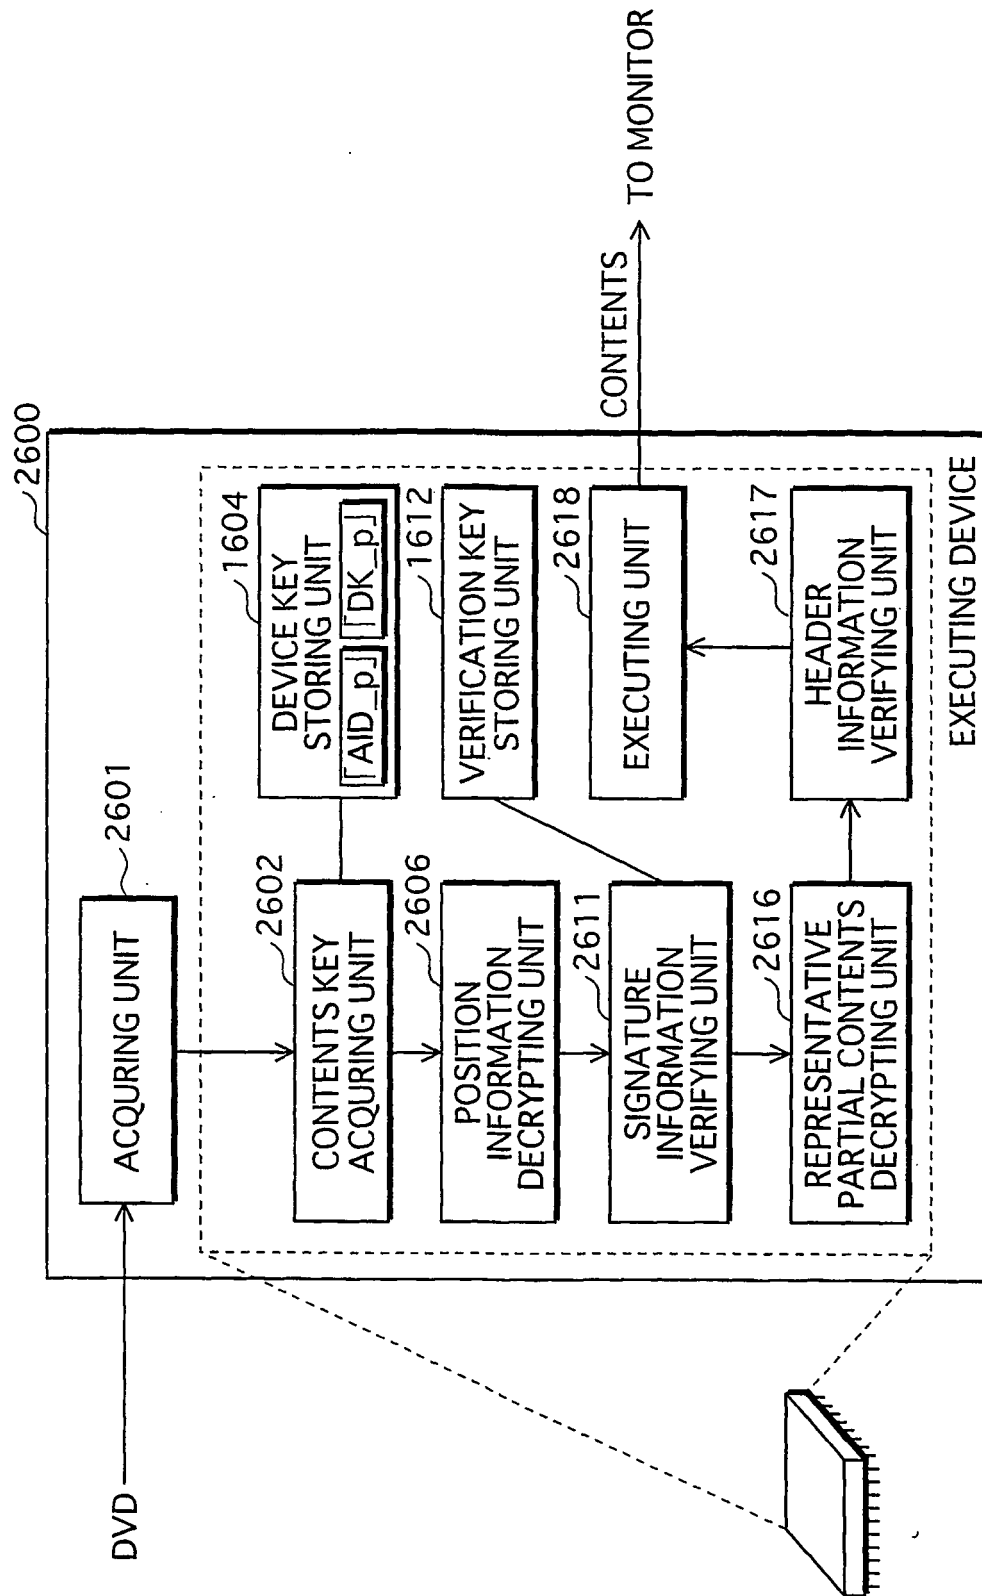 2600
DVD
2601
ACQURING UNIT
2602
CONTENTS KEY
ACQURING UNIT
1604
DEVICE KEY
STORING UNIT
「AID_p」
「DK_p」
2606
POSITION
INFORMATION
DECRYPTING UNIT
1612
VERIFICATION KEY
STORING UNIT
2611
SIGNATURE
INFORMATION
VERIFYING UNIT
2618
EXECUTING UNIT
CONTENTS
TO MONITOR
2616
REPRESENTATIVE
PARTIAL CONTENTS
DECRYPTING UNIT
2617
HEADER
INFORMATION
VERIFYING UNIT
EXECUTING DEVICE